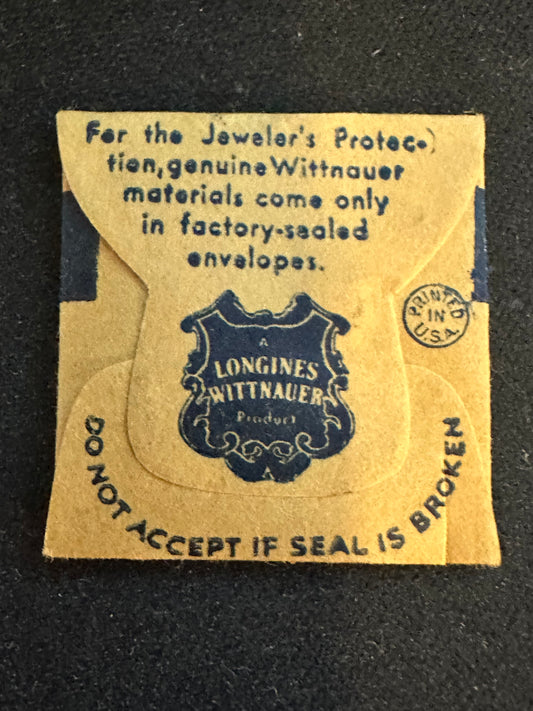 For the Jeweler's Protec-
tion, genuine Wittnauer
materials come only
in factory-sealed
envelopes.
PRINTED
IN
U.S.A.
A
LONGINES
WITTNAUER
Product
DO NOT ACCEPT IF SEAL IS BROKEN